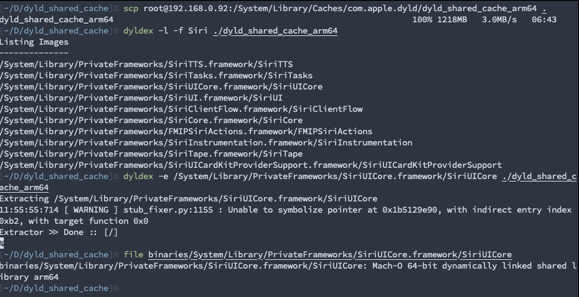 [~/D/dyld_shared_cache]% scp root@192.168.0.92:/System/Library/Caches/com.apple.dyld/dyld_shared_cache_arm64 .
dyld_shared_cache_arm64 100% 1218MB 3.0MB/s 06:43
[~/D/dyld_shared_cache]% dyldex -l -f Siri ./dyld_shared_cache_arm64
Listing Images
--------------
/System/Library/PrivateFrameworks/SiriTTS.framework/SiriTTS
/System/Library/PrivateFrameworks/SiriTasks.framework/SiriTasks
/System/Library/PrivateFrameworks/SiriUICore.framework/SiriUICore
/System/Library/PrivateFrameworks/SiriUI.framework/SiriUI
/System/Library/PrivateFrameworks/SiriClientFlow.framework/SiriClientFlow
/System/Library/PrivateFrameworks/SiriCore.framework/SiriCore
/System/Library/PrivateFrameworks/FMIPSiriActions.framework/FMIPSiriActions
/System/Library/PrivateFrameworks/SiriInstrumentation.framework/SiriInstrumentation
/System/Library/PrivateFrameworks/SiriTape.framework/SiriTape
/System/Library/PrivateFrameworks/SiriUICardKitProviderSupport.framework/SiriUICardKitProviderSupport
[~/D/dyld_shared_cache]% dyldex -e /System/Library/PrivateFrameworks/SiriUICore.framework/SiriUICore ./dyld_shared_c
ache_arm64
Extracting /System/Library/PrivateFrameworks/SiriUICore.framework/SiriUICore
11:55:55:714 [ WARNING ] stub_fixer.py:1155 : Unable to symbolize pointer at 0x1b5129e90, with indirect entry index
0xb2, with target function 0x0
Extractor >> Done :: [/]
%
[~/D/dyld_shared_cache]% file binaries/System/Library/PrivateFrameworks/SiriUICore.framework/SiriUICore
binaries/System/Library/PrivateFrameworks/SiriUICore.framework/SiriUICore: Mach-O 64-bit dynamically linked shared l
ibrary arm64
[~/D/dyld_shared_cache]%